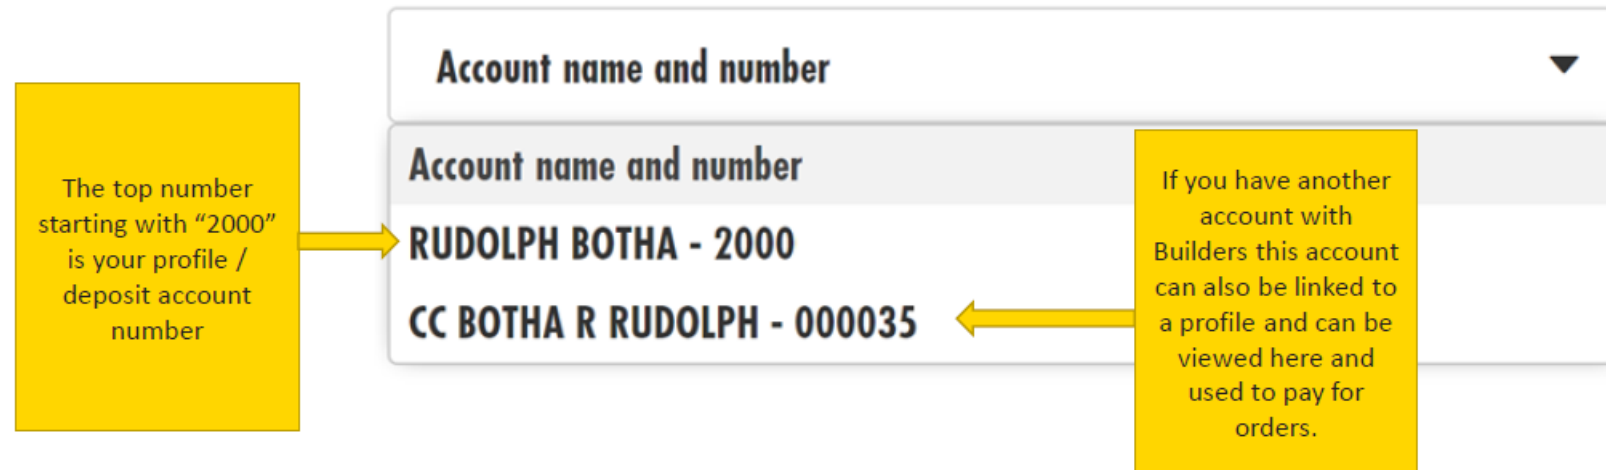 Account name and number
Account name and number
RUDOLPH BOTHA - 2000
CC BOTHA R RUDOLPH - 000035
The top number
starting with “2000”
is your profile /
deposit account
number
If you have another
account with
Builders this account
can also be linked to
a profile and can be
viewed here and
used to pay for
orders.